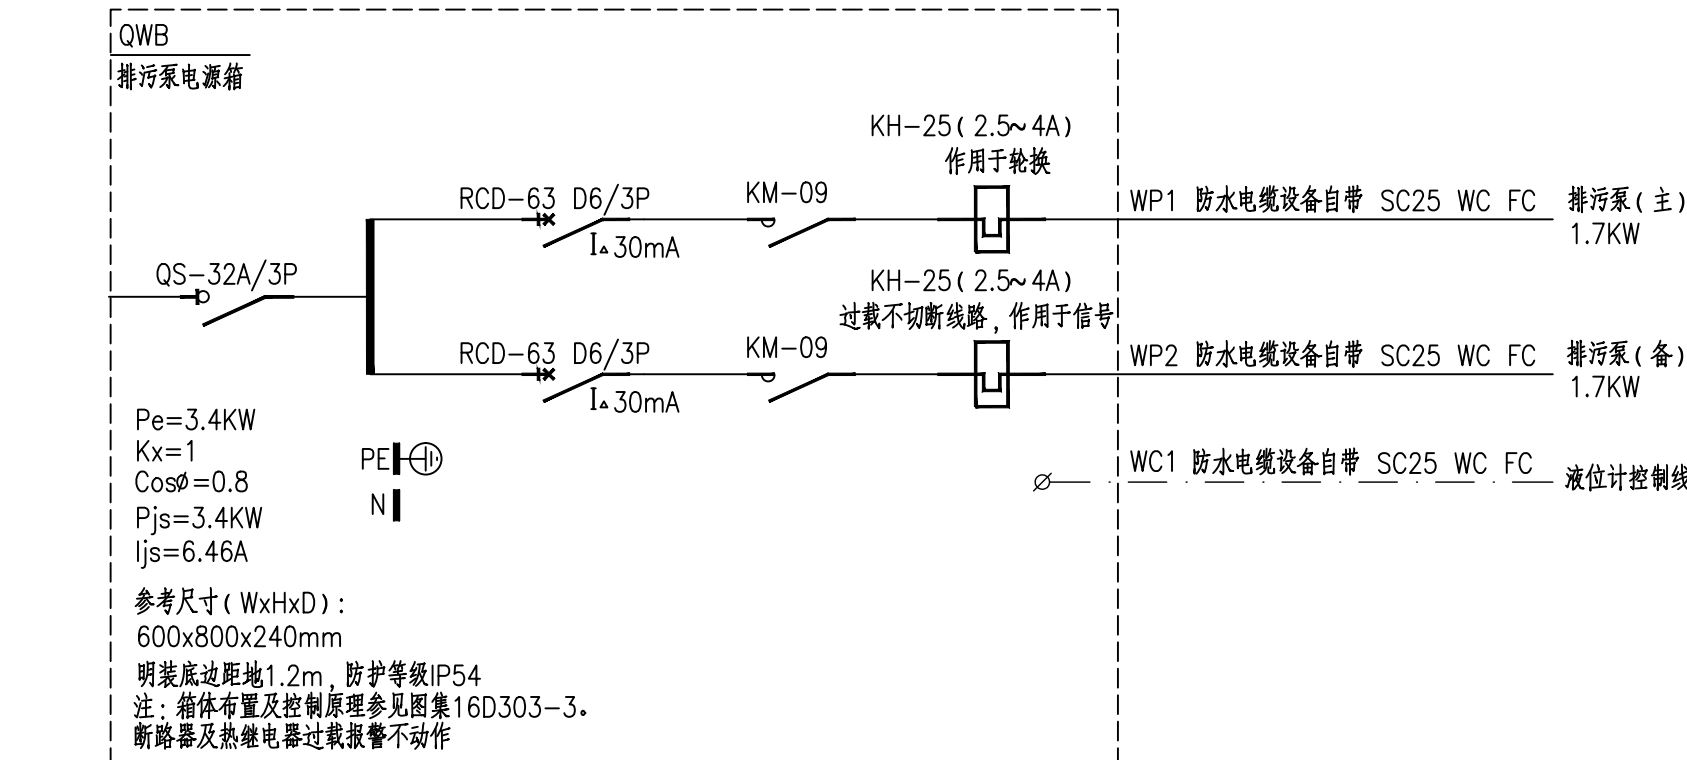 QWB
排污泵电源箱
KH-25(2.5~4A)
作用于轮换
RCD-63 D6/3P
KM-09
WP1 防水电缆设备自带 SC25 WC FC
排污泵(主)
I▵30mA
1.7KW
QS-32A/3P
KH-25(2.5~4A)
过载不切断线路,作用于信号
RCD-63 D6/3P
KM-09
WP2 防水电缆设备自带 SC25 WC FC
排污泵(备)
I▵30mA
1.7KW
Pe=3.4KW
Kx=1
PE
WC1 防水电缆设备自带 SC25 WC FC
液位计控制线
Cosø=0.8
N
Pjs=3.4KW
Ijs=6.46A
参考尺寸(WxHxD):
600x800x240mm
明装底边距地1.2m,防护等级IP54
注:箱体布置及控制原理参见图集16D303-3。
断路器及热继电器过载报警不动作